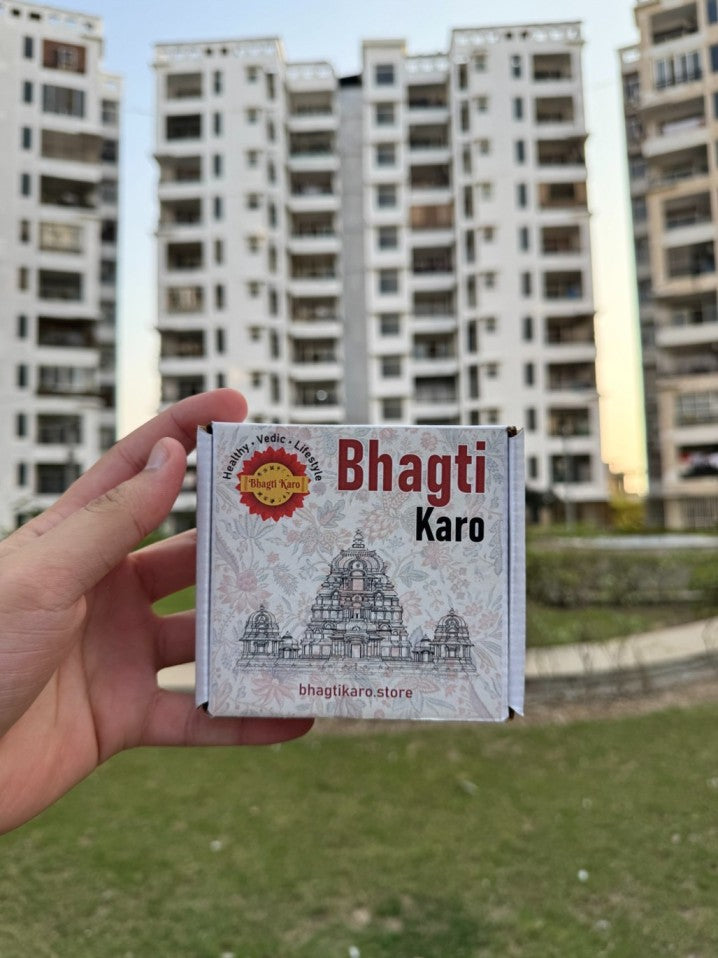 Healthy • Vedic • Lifestyle
Bhagti Karo
Bhagti
Karo
bhagtikaro.store